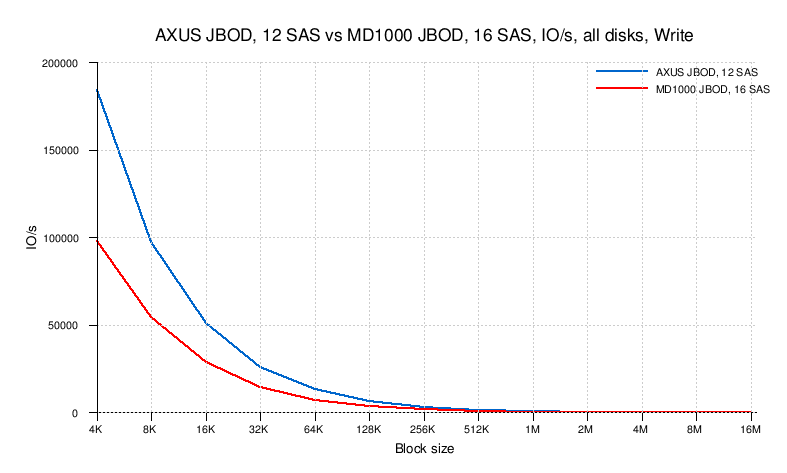 AXUS JBOD, 12 SAS vs MD1000 JBOD, 16 SAS, IO/s, all disks, Write
AXUS JBOD, 12 SAS
MD1000 JBOD, 16 SAS
200000
150000
100000
50000
0
IO/s
4K 8K 16K 32K 64K 128K 256K 512K 1M 2M 4M 8M 16M
Block size